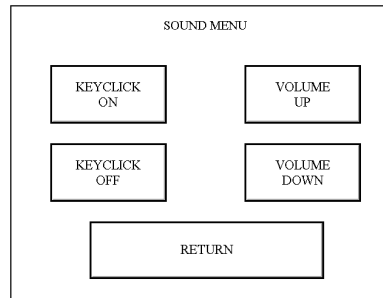 SOUND MENU
KEYCLICK
ON
VOLUME
UP
KEYCLICK
OFF
VOLUME
DOWN
RETURN